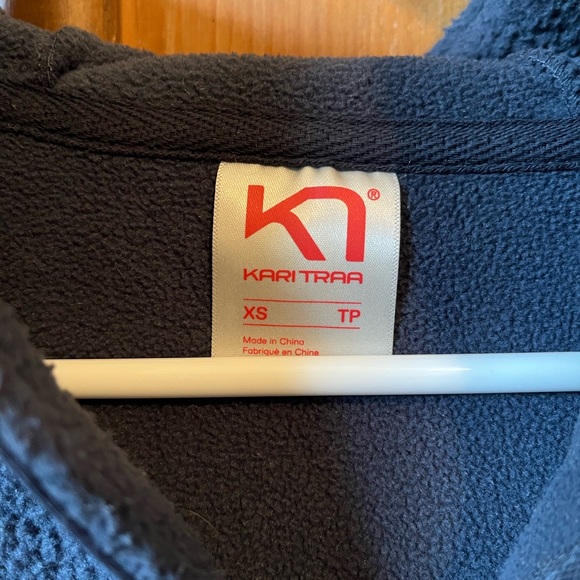 KARI TRAA
XS TP
Made in China
Fabriqué en Chine